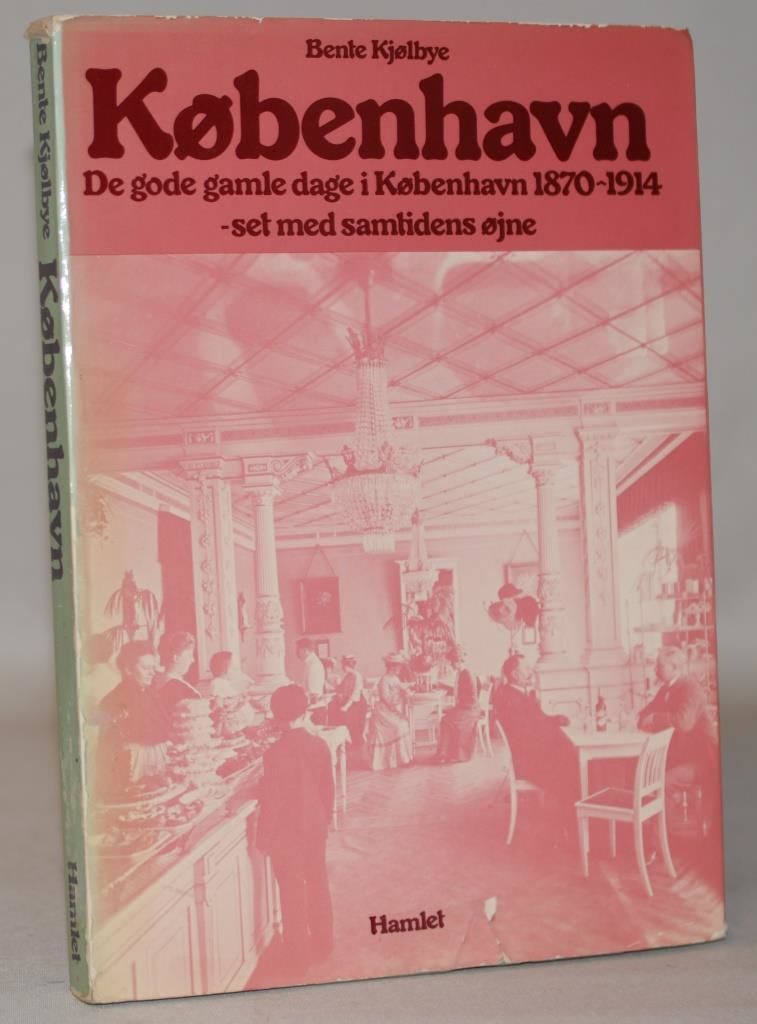 Bente Kjølbye
København
De gode gamle dage i København 1870-1914
-set med samtidens øjne
Hamlet
Bente Kjølbye
København
Hamlet